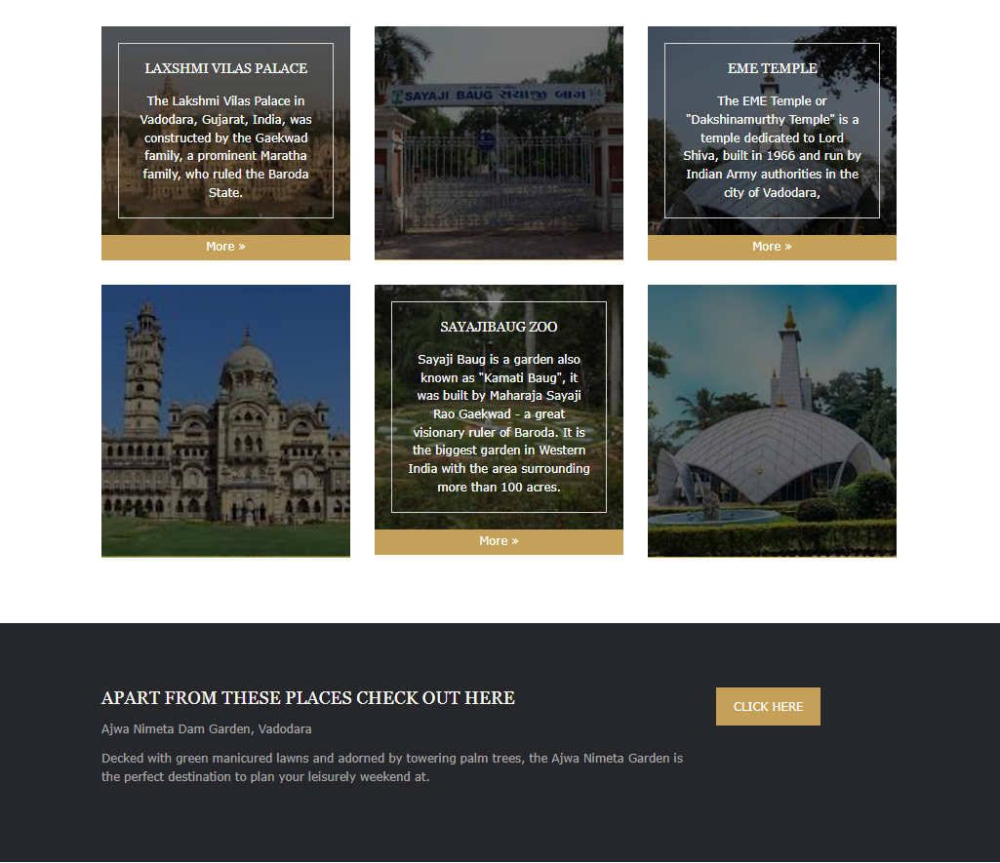 LAXSHMI VILAS PALACE
The Lakshmi Vilas Palace in
Vadodara, Gujarat, India, was
constructed by the Gaekwad
family, a prominent Maratha
family, who ruled the Baroda
State.
More »
SAYAJI BAUG સયાજી બાગ
EME TEMPLE
The EME Temple or
"Dakshinamurthy Temple" is a
temple dedicated to Lord
Shiva, built in 1966 and run by
Indian Army authorities in the
city of Vadodara,
More »
SAYAJIBAUG ZOO
Sayaji Baug is a garden also
known as "Kamati Baug", it
was built by Maharaja Sayaji
Rao Gaekwad - a great
visionary ruler of Baroda. It is
the biggest garden in Western
India with the area surrounding
more than 100 acres.
More »
APART FROM THESE PLACES CHECK OUT HERE
CLICK HERE
Ajwa Nimeta Dam Garden, Vadodara
Decked with green manicured lawns and adorned by towering palm trees, the Ajwa Nimeta Garden is
the perfect destination to plan your leisurely weekend at.